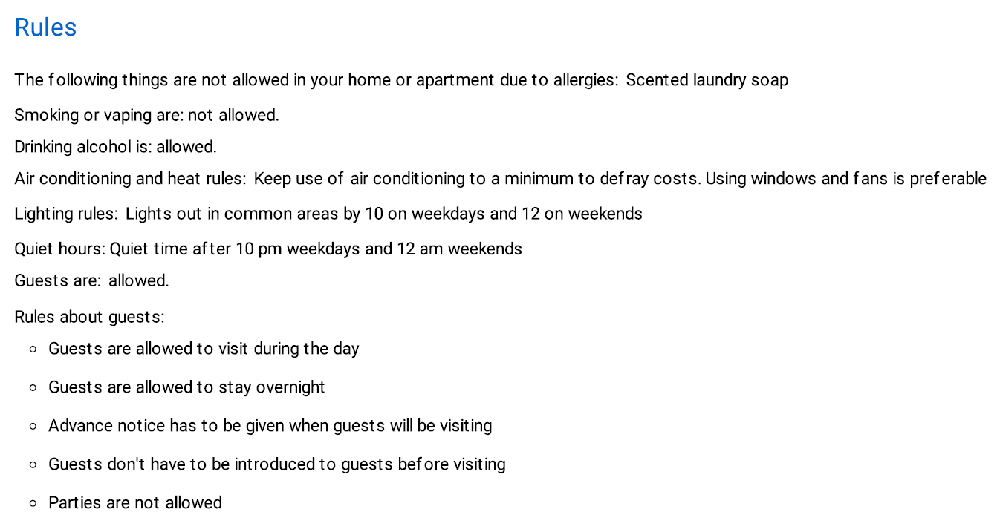 Rules
The following things are not allowed in your home or apartment due to allergies: Scented laundry soap
Smoking or vaping are: not allowed.
Drinking alcohol is: allowed.
Air conditioning and heat rules: Keep use of air conditioning to a minimum to defray costs. Using windows and fans is preferable
Lighting rules: Lights out in common areas by 10 on weekdays and 12 on weekends
Quiet hours: Quiet time after 10 pm weekdays and 12 am weekends
Guests are: allowed.
Rules about guests:
Guests are allowed to visit during the day
Guests are allowed to stay overnight
Advance notice has to be given when guests will be visiting
Guests don't have to be introduced to guests before visiting
Parties are not allowed